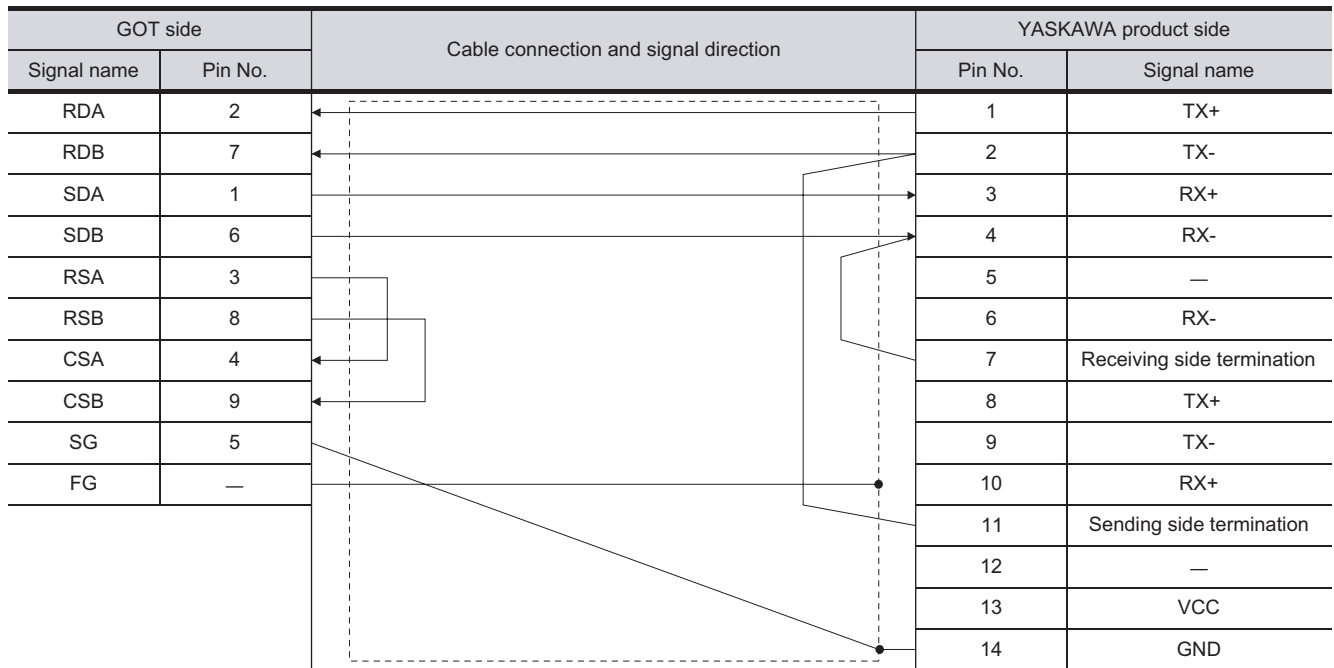 GOT side Cable connection and signal direction YASKAWA product side
Signal name Pin No. Pin No. Signal name
RDA 2 1 TX+
RDB 7 2 TX-
SDA 1 3 RX+
SDB 6 4 RX-
RSA 3 5 —
RSB 8 6 RX-
CSA 4 7 Receiving side termination
CSB 9 8 TX+
SG 5 9 TX-
FG — 10 RX+
11 Sending side termination
12 —
13 VCC
14 GND